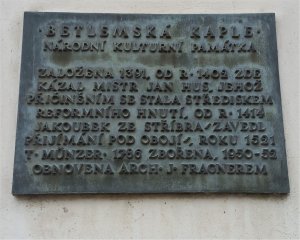 · BETLEMSKÁ KAPLE ·
NÁRODNÍ KULTURNÍ PAMÁTKA
ZALOŽENA 1391, OD R· 1402 ZDE
KÁZAL MISTR JAN HUS, JEHOŽ
PŘIČINĚNÍM SE STALA STŘEDISKEM
REFORMNÍHO HNUTÍ, OD R· 1414
JAKOUBEK ZE STŘÍBRA ZAVEDL
PŘIJÍMÁNÍ POD OBOJÍ, ROKU 1521
T· MÜNZER· 1786 ZBOŘENA, 1950-52
OBNOVENA ARCH· J· FRAGNEREM